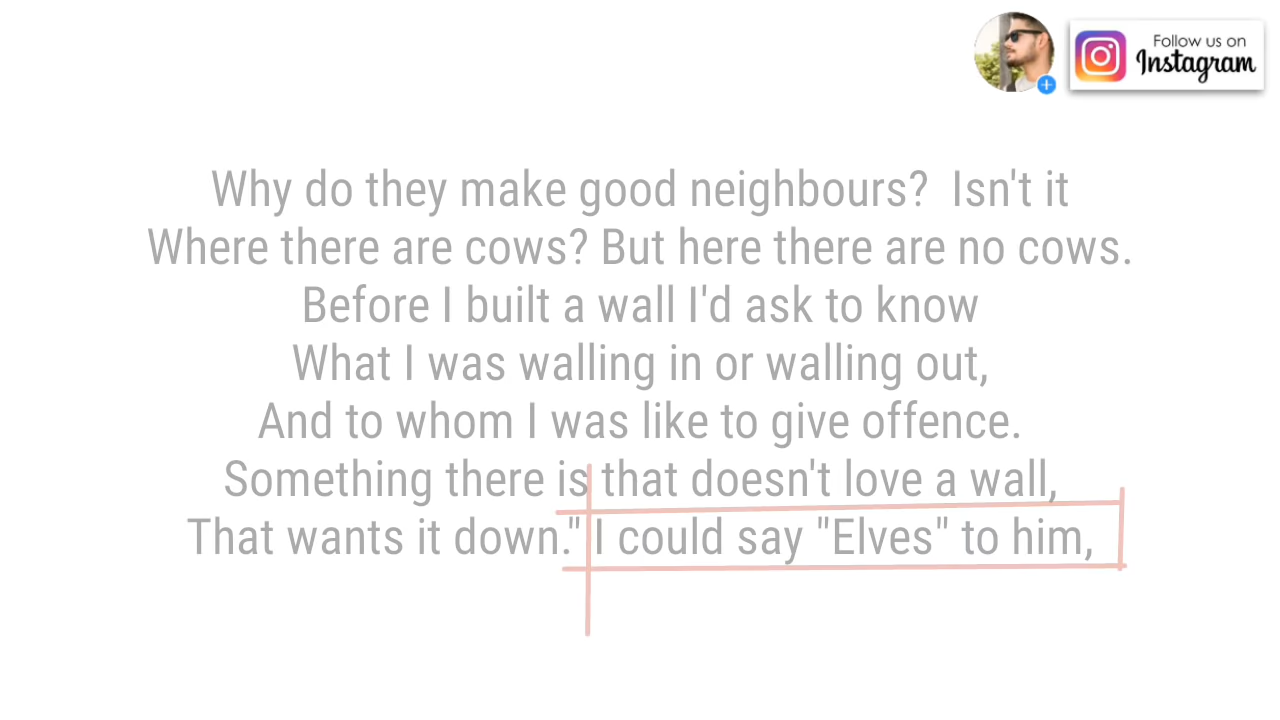 Follow us on
Instagram
Why do they make good neighbours? Isn't it
Where there are cows? But here there are no cows.
Before I built a wall I'd ask to know
What I was walling in or walling out,
And to whom I was like to give offence.
Something there is that doesn't love a wall,
That wants it down." I could say "Elves" to him,